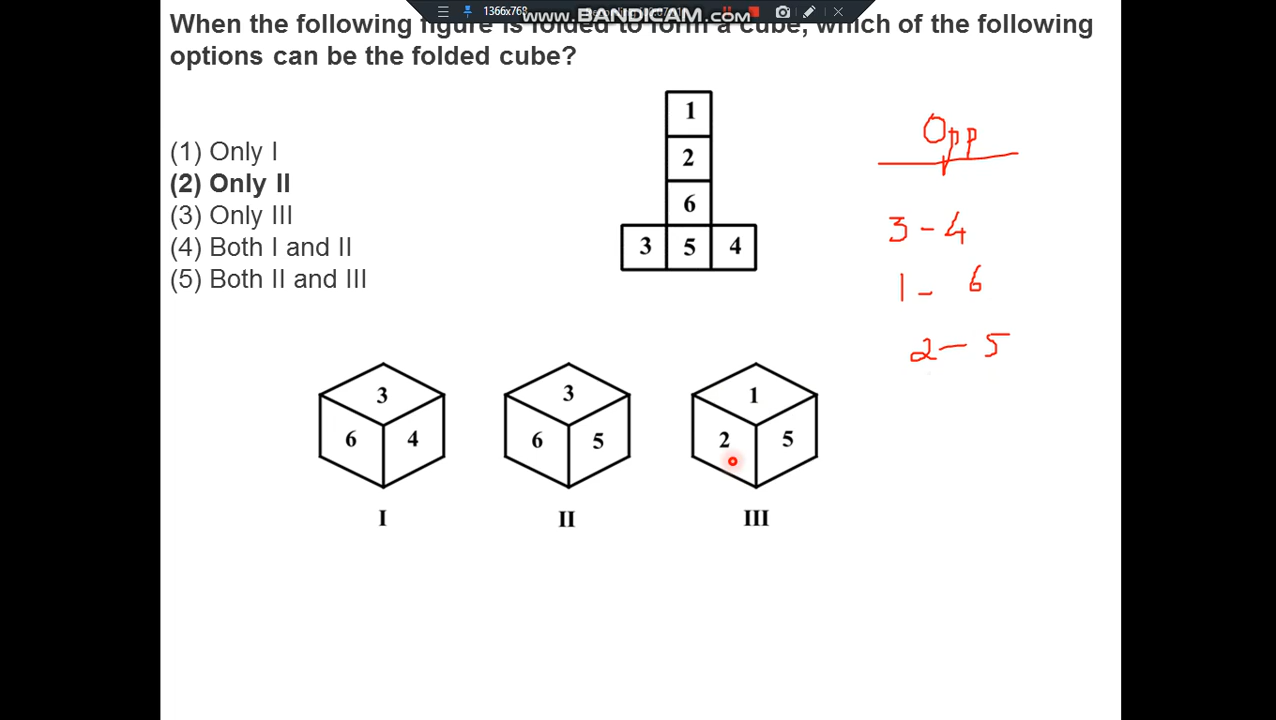 1366x768
www.BANDICAM.com
When the following figure is folded to form a cube, which of the following
options can be the folded cube?
(1) Only I
(2) Only II
(3) Only III
(4) Both I and II
(5) Both II and III
1
2
6
3 5 4
Opp
3 - 4
1 - 6
2 - 5
3
6 4
I
3
6 5
II
1
2 5
III